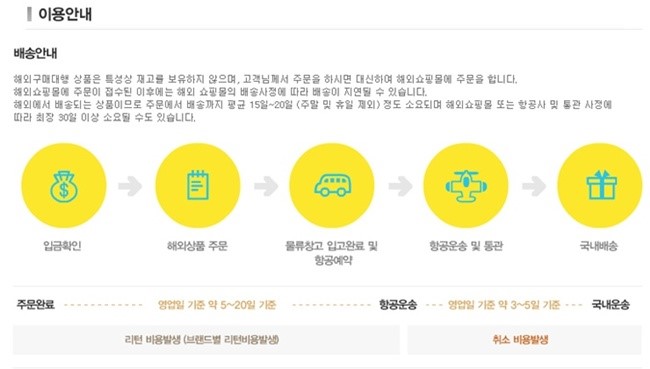 이용안내
배송안내
해외구매대행 상품은 특성상 재고를 보유하지 않으며, 고객님께서 주문을 하시면 대신하여 해외쇼핑몰에 주문을 합니다.
해외쇼핑몰에 주문이 접수된 이후에는 해외 쇼핑몰의 배송사정에 따라 배송이 지연될 수 있습니다.
해외에서 배송되는 상품이므로 주문에서 배송까지 평균 15일~20일 (주말 및 휴일 제외) 정도 소요되며 해외쇼핑몰 또는 항공사 및 통관 사정에
따라 최장 30일 이상 소요될 수도 있습니다.
입금확인
해외상품 주문
물류창고 입고완료 및
항공예약
항공운송 및 통관
국내배송
주문완료 영업일 기준 약 5~20일 기준 항공운송 영업일 기준 약 3~5일 기준 국내운송
리턴 비용발생 (브랜드별 리턴비용발생) 취소 비용발생